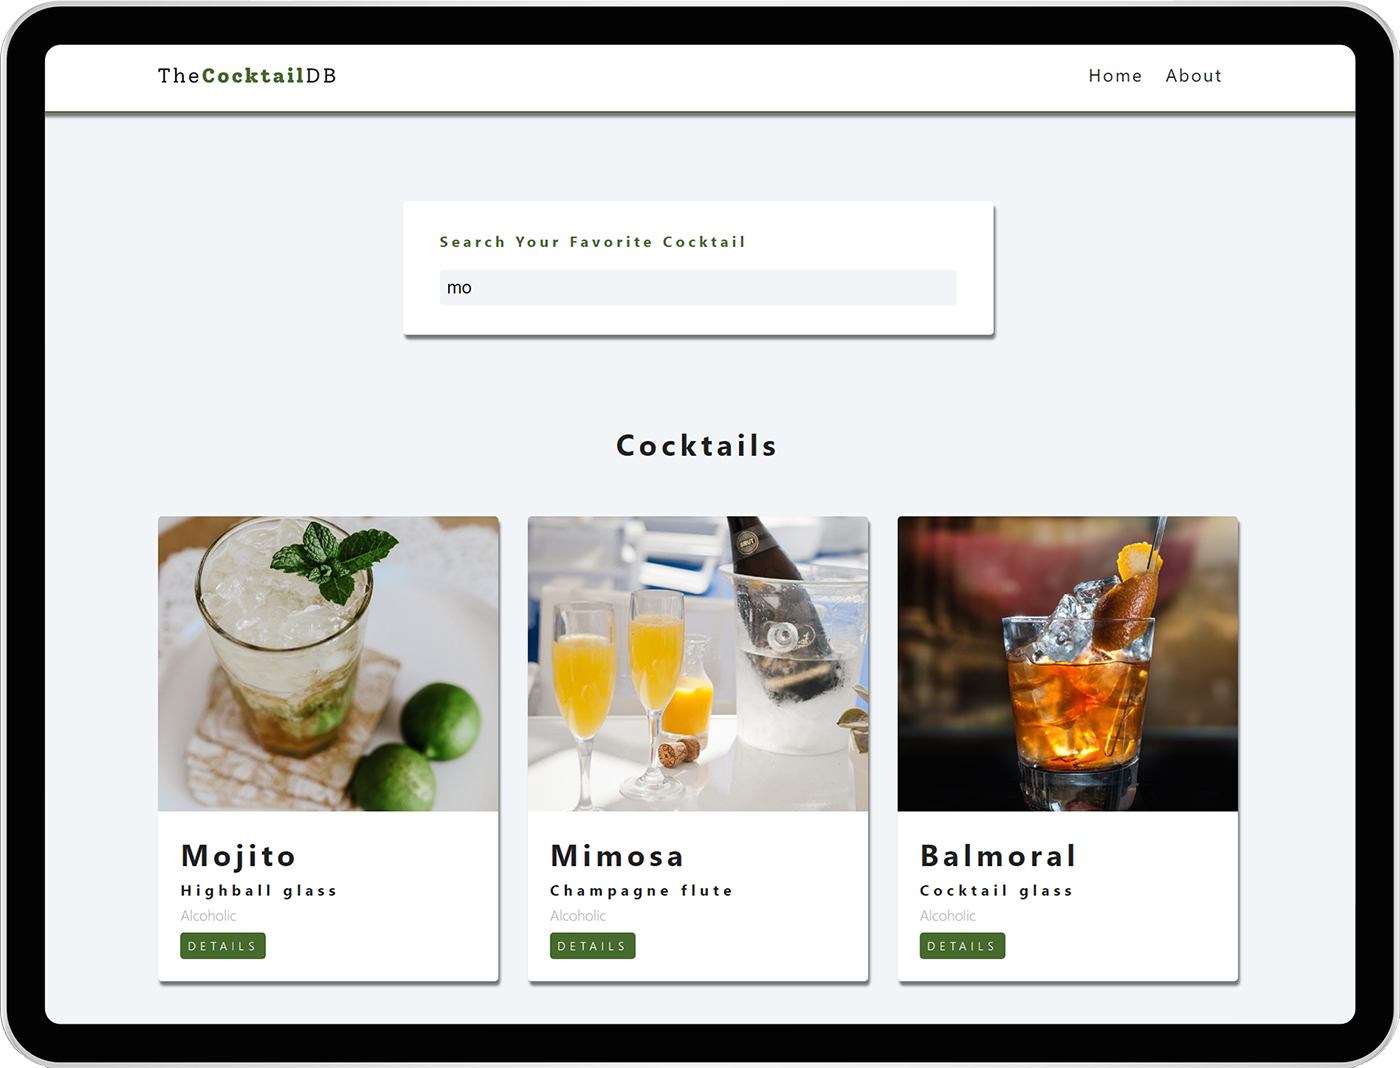 TheCocktailDB
Home About
Search Your Favorite Cocktail
mo
Cocktails
BRUT
Mojito
Highball glass
Alcoholic
DETAILS
Mimosa
Champagne flute
Alcoholic
DETAILS
Balmoral
Cocktail glass
Alcoholic
DETAILS